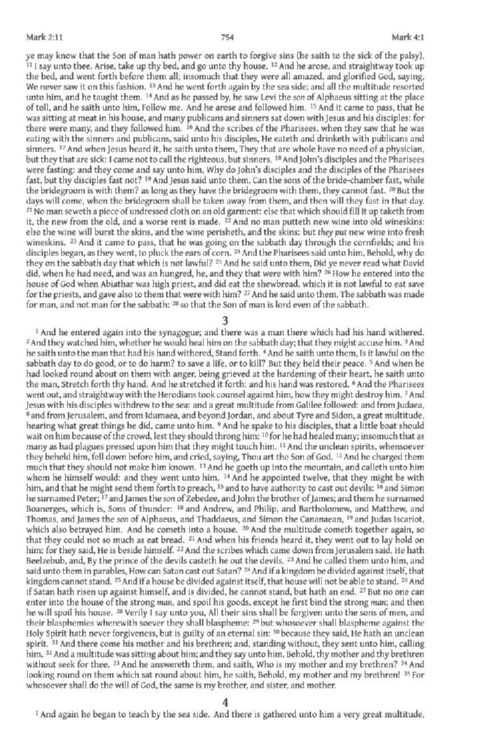 Mark 2:11 754 Mark 4:1
ye may know that the Son of man hath power on earth to forgive sins (he saith to the sick of the palsy),
11 I say unto thee, Arise, take up thy bed, and go unto thy house. 12 And he arose, and straightway took up
the bed, and went forth before them all; insomuch that they were all amazed, and glorified God, saying,
We never saw it on this fashion. 13 And he went forth again by the sea side; and all the multitude resorted
unto him, and he taught them. 14 And as he passed by, he saw Levi the son of Alphaeus sitting at the place
of toll, and he saith unto him, Follow me. And he arose and followed him. 15 And it came to pass, that he
was sitting at meat in his house, and many publicans and sinners sat down with Jesus and his disciples: for
there were many, and they followed him. 16 And the scribes of the Pharisees, when they saw that he was
eating with the sinners and publicans, said unto his disciples, He eateth and drinketh with publicans and
sinners. 17 And when Jesus heard it, he saith unto them, They that are whole have no need of a physician,
but they that are sick: I came not to call the righteous, but sinners. 18 And John's disciples and the Pharisees
were fasting: and they come and say unto him, Why do John's disciples and the disciples of the Pharisees
fast, but thy disciples fast not? 19 And Jesus said unto them, Can the sons of the bride-chamber fast, while
the bridegroom is with them? as long as they have the bridegroom with them, they cannot fast. 20 But the
days will come, when the bridegroom shall be taken away from them, and then will they fast in that day.
21 No man seweth a piece of undressed cloth on an old garment: else that which should fill it up taketh from
it, the new from the old, and a worse rent is made. 22 And no man putteth new wine into old wineskins:
else the wine will burst the skins, and the wine perisheth, and the skins: but they put new wine into fresh
wineskins. 23 And it came to pass, that he was going on the sabbath day through the cornfields; and his
disciples began, as they went, to pluck the ears of corn. 24 And the Pharisees said unto him, Behold, why do
they on the sabbath day that which is not lawful? 25 And he said unto them, Did ye never read what David
did, when he had need, and was an hungred, he, and they that were with him? 26 How he entered into the
house of God when Abiathar was high priest, and did eat the shewbread, which it is not lawful to eat save
for the priests, and gave also to them that were with him? 27 And he said unto them, The sabbath was made
for man, and not man for the sabbath: 28 so that the Son of man is lord even of the sabbath.
3
1 And he entered again into the synagogue; and there was a man there which had his hand withered.
2 And they watched him, whether he would heal him on the sabbath day; that they might accuse him. 3 And
he saith unto the man that had his hand withered, Stand forth. 4 And he saith unto them, Is it lawful on the
sabbath day to do good, or to do harm? to save a life, or to kill? But they held their peace. 5 And when he
had looked round about on them with anger, being grieved at the hardening of their heart, he saith unto
the man, Stretch forth thy hand. And he stretched it forth: and his hand was restored. 6 And the Pharisees
went out, and straightway with the Herodians took counsel against him, how they might destroy him. 7 And
Jesus with his disciples withdrew to the sea: and a great multitude from Galilee followed: and from Judaea,
8 and from Jerusalem, and from Idumaea, and beyond Jordan, and about Tyre and Sidon, a great multitude,
hearing what great things he did, came unto him. 9 And he spake to his disciples, that a little boat should
wait on him because of the crowd, lest they should throng him: 10 for he had healed many; insomuch that as
many as had plagues pressed upon him that they might touch him. 11 And the unclean spirits, whensoever
they beheld him, fell down before him, and cried, saying, Thou art the Son of God. 12 And he charged them
much that they should not make him known. 13 And he goeth up into the mountain, and calleth unto him
whom he himself would: and they went unto him. 14 And he appointed twelve, that they might be with
him, and that he might send them forth to preach, 15 and to have authority to cast out devils: 16 and Simon
he surnamed Peter; 17 and James the son of Zebedee, and John the brother of James; and them he surnamed
Boanerges, which is, Sons of thunder: 18 and Andrew, and Philip, and Bartholomew, and Matthew, and
Thomas, and James the son of Alphaeus, and Thaddaeus, and Simon the Cananaean, 19 and Judas Iscariot,
which also betrayed him. And he cometh into a house. 20 And the multitude cometh together again, so
that they could not so much as eat bread. 21 And when his friends heard it, they went out to lay hold on
him: for they said, He is beside himself. 22 And the scribes which came down from Jerusalem said, He hath
Beelzebub, and, By the prince of the devils casteth he out the devils. 23 And he called them unto him, and
said unto them in parables, How can Satan cast out Satan? 24 And if a kingdom be divided against itself, that
kingdom cannot stand. 25 And if a house be divided against itself, that house will not be able to stand. 26 And
if Satan hath risen up against himself, and is divided, he cannot stand, but hath an end. 27 But no one can
enter into the house of the strong man, and spoil his goods, except he first bind the strong man; and then
he will spoil his house. 28 Verily I say unto you, All their sins shall be forgiven unto the sons of men, and
their blasphemies wherewith soever they shall blaspheme: 29 but whosoever shall blaspheme against the
Holy Spirit hath never forgiveness, but is guilty of an eternal sin: 30 because they said, He hath an unclean
spirit. 31 And there come his mother and his brethren; and, standing without, they sent unto him, calling
him. 32 And a multitude was sitting about him; and they say unto him, Behold, thy mother and thy brethren
without seek for thee. 33 And he answereth them, and saith, Who is my mother and my brethren? 34 And
looking round on them which sat round about him, he saith, Behold, my mother and my brethren! 35 For
whosoever shall do the will of God, the same is my brother, and sister, and mother.
4
1 And again he began to teach by the sea side. And there is gathered unto him a very great multitude,